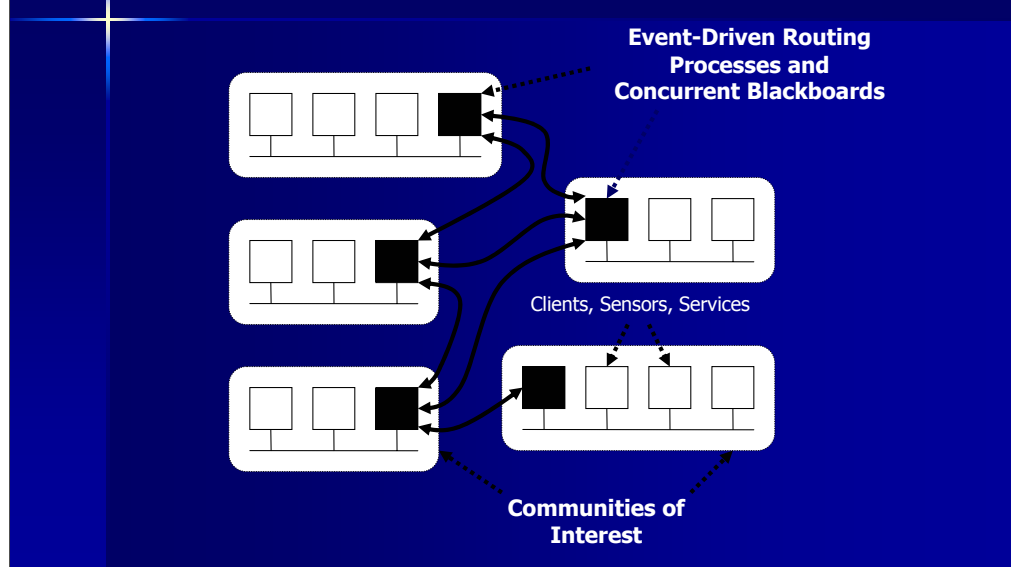 Event-Driven Routing
Processes and
Concurrent Blackboards
Clients, Sensors, Services
Communities of
Interest